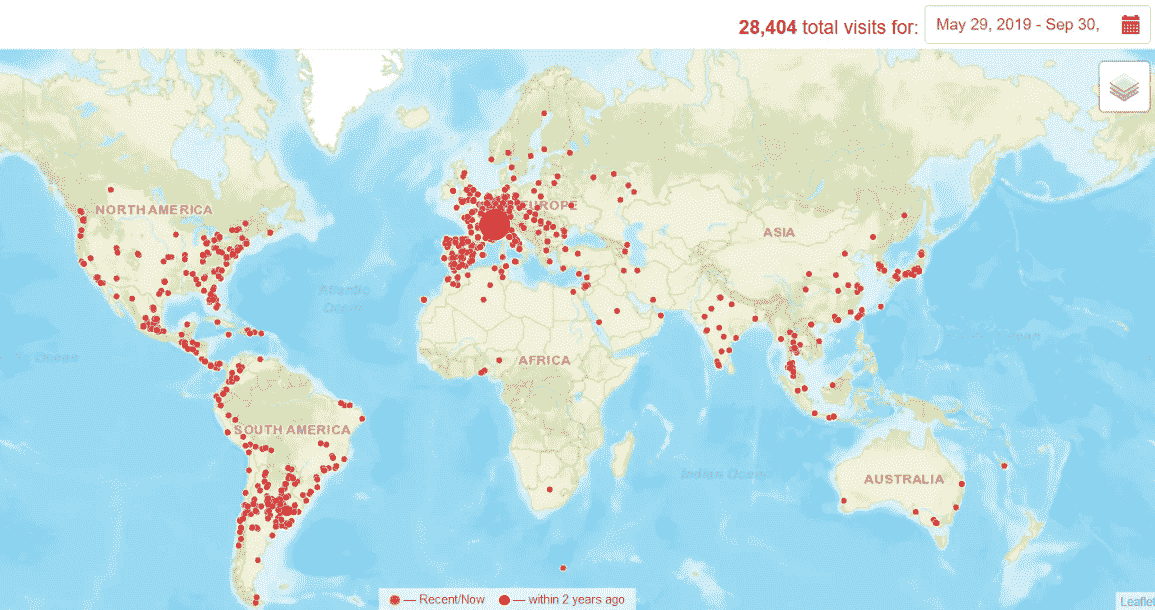 28,404 total visits for: May 29, 2019 - Sep 30,
NORTH AMERICA
EUROPE
ASIA
Atlantic
Ocean
Ocean
AFRICA
SOUTH AMERICA
Indian Ocean
AUSTRALIA
— Recent/Now — within 2 years ago
Leaflet